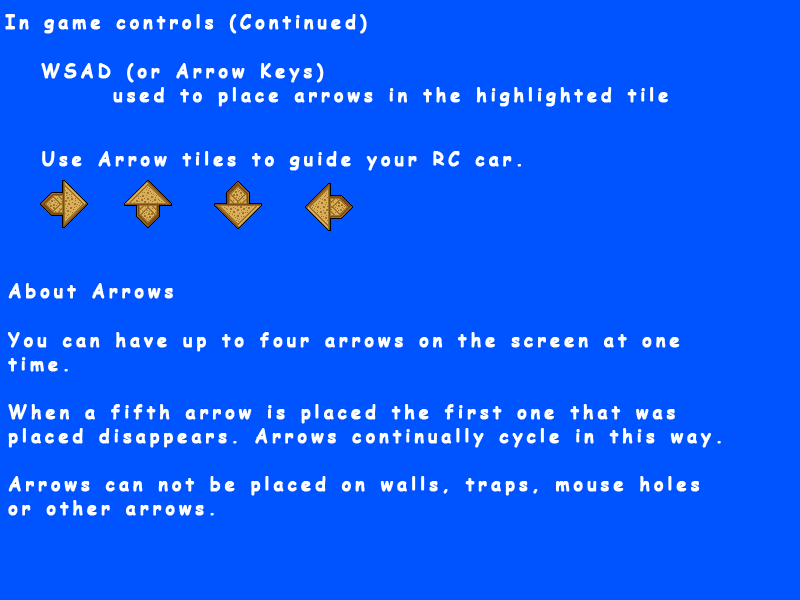 In game controls (Continued)
WSAD (or Arrow Keys)
used to place arrows in the highlighted tile
Use Arrow tiles to guide your RC car.
About Arrows
You can have up to four arrows on the screen at one
time.
When a fifth arrow is placed the first one that was
placed disappears. Arrows continually cycle in this way.
Arrows can not be placed on walls, traps, mouse holes
or other arrows.